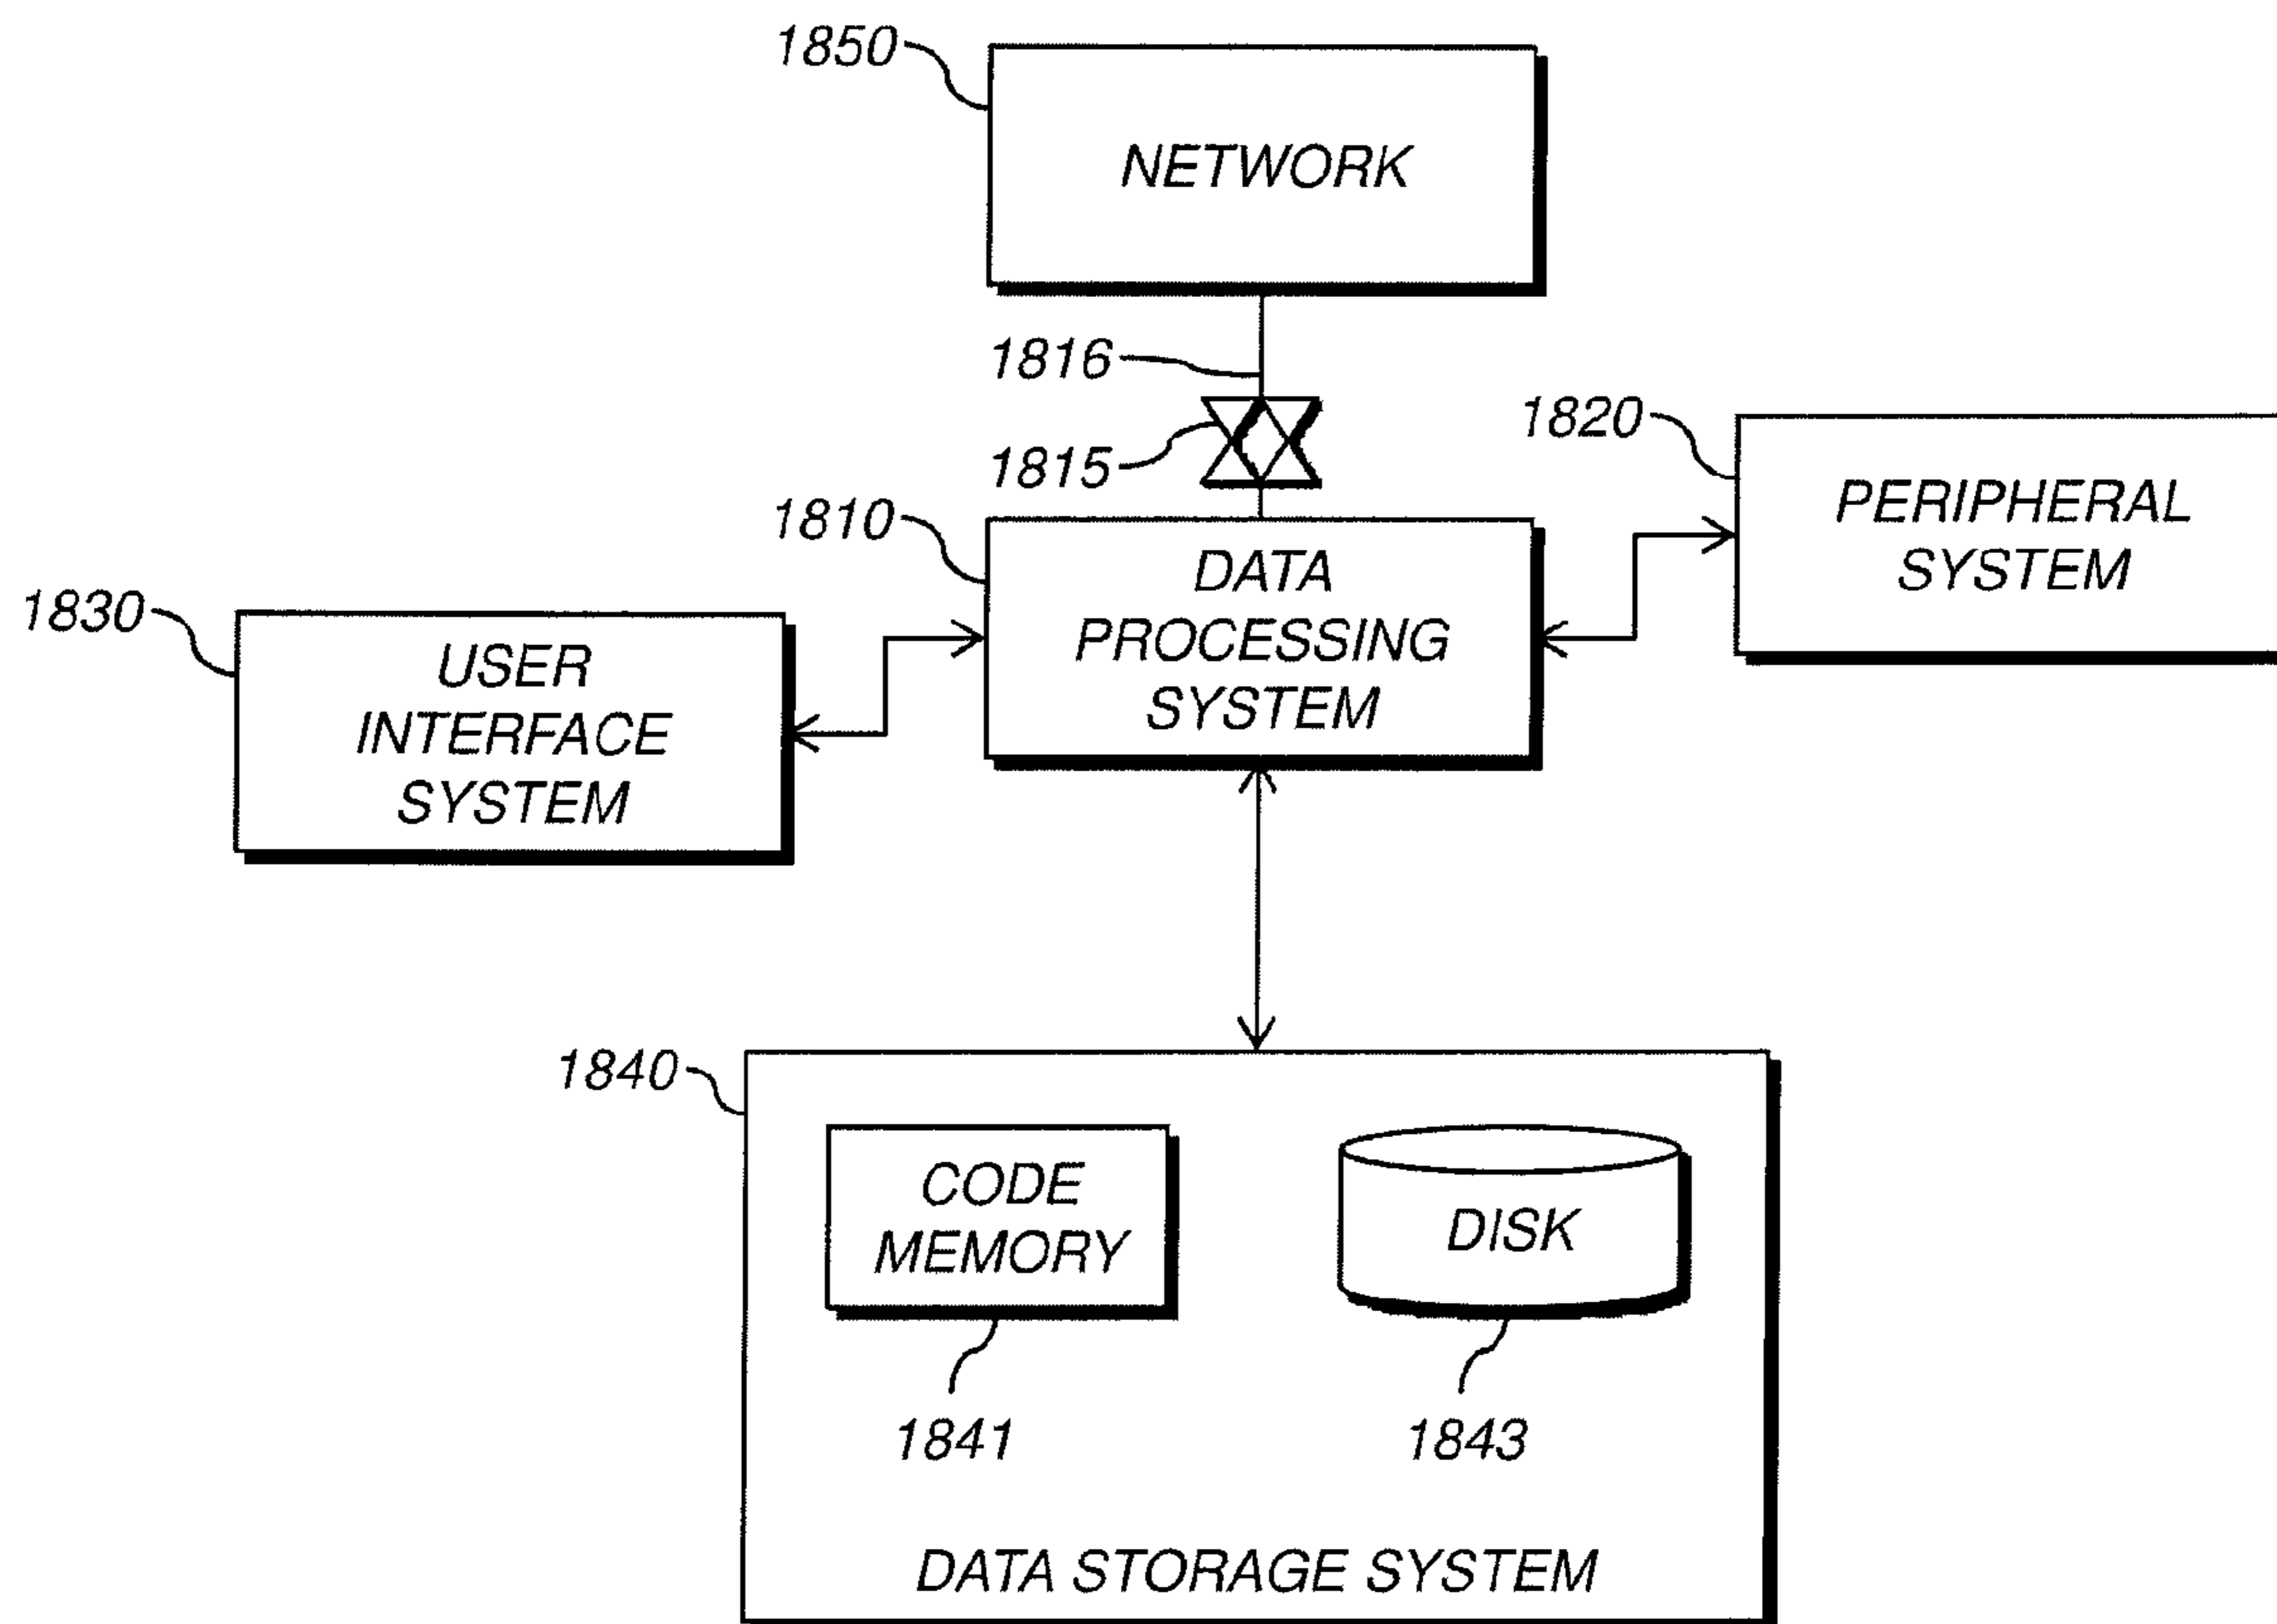 1850
NETWORK
1816
1815
1820
PERIPHERAL
SYSTEM
1810
DATA
PROCESSING
SYSTEM
1830
USER
INTERFACE
SYSTEM
1840
CODE
MEMORY
DISK
1841
1843
DATA STORAGE SYSTEM